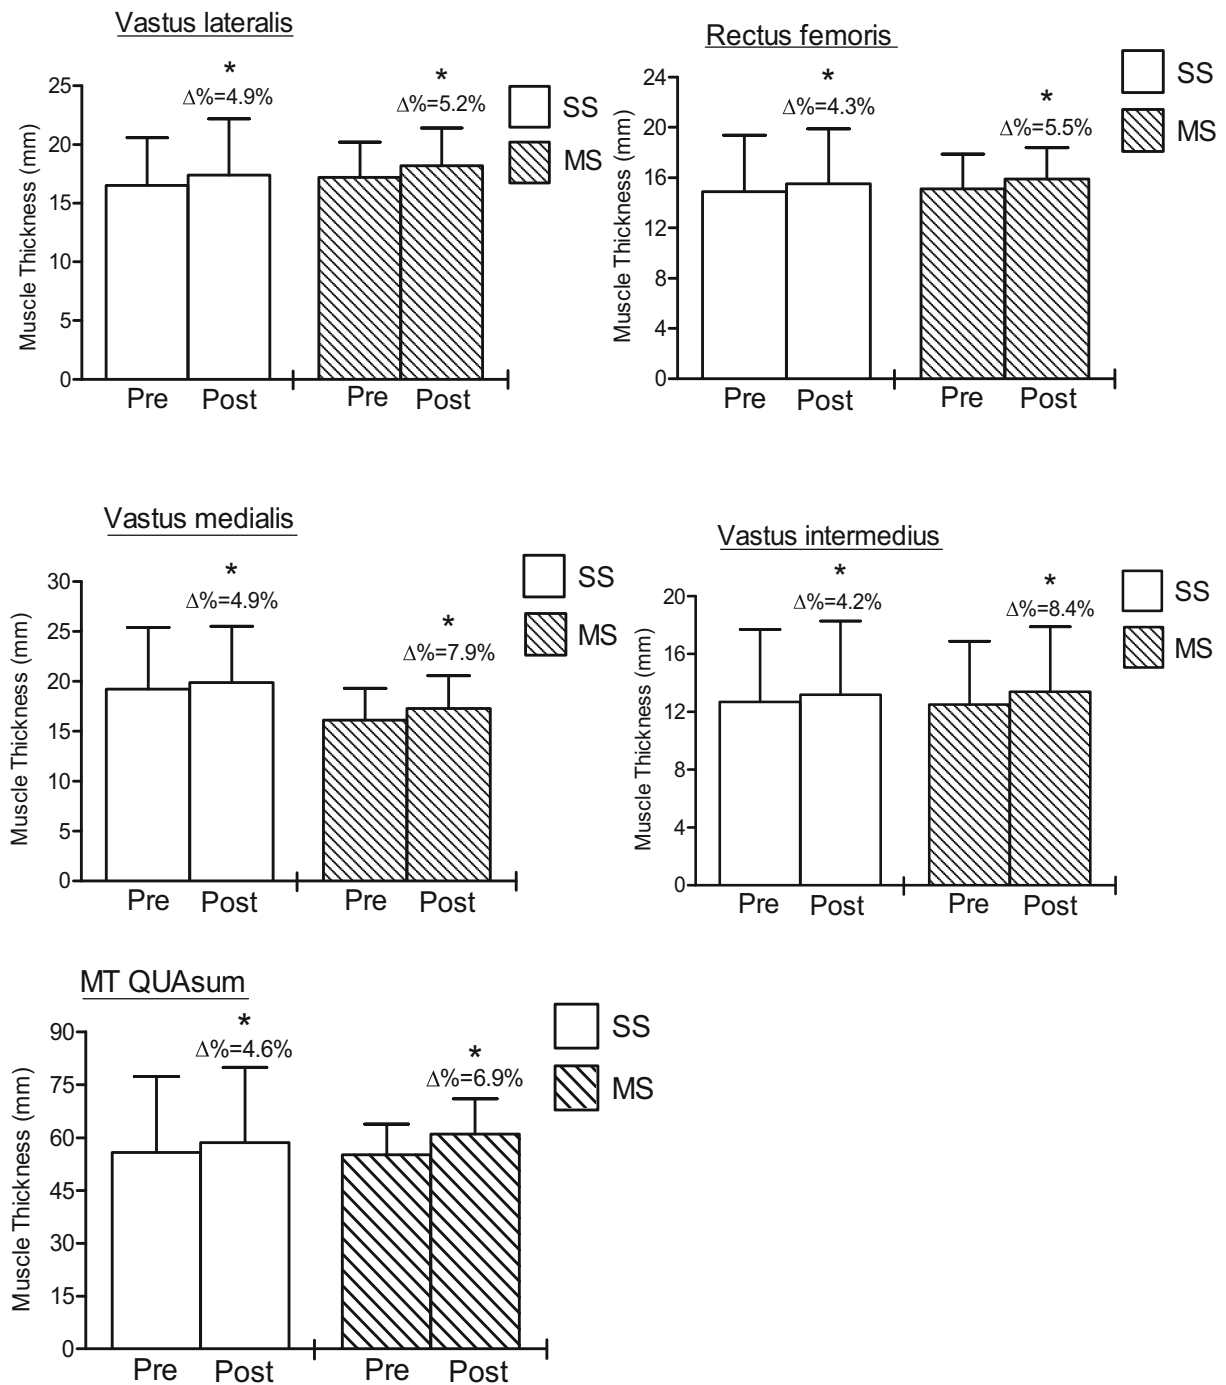 Vastus lateralis
*
Δ%=4.9%
*
Δ%=5.2%
SS
MS
Muscle Thickness (mm)
25
20
15
10
5
0
Pre
Post
Pre
Post
Rectus femoris
*
Δ%=4.3%
*
Δ%=5.5%
SS
MS
Muscle Thickness (mm)
24
20
16
12
8
4
0
Pre
Post
Pre
Post
Vastus medialis
*
Δ%=4.9%
*
Δ%=7.9%
SS
MS
Muscle Thickness (mm)
30
25
20
15
10
5
0
Pre
Post
Pre
Post
Vastus intermedius
*
Δ%=4.2%
*
Δ%=8.4%
SS
MS
Muscle Thickness (mm)
20
16
12
8
4
0
Pre
Post
Pre
Post
MT QUAsum
*
Δ%=4.6%
*
Δ%=6.9%
SS
MS
Muscle Thickness (mm)
90
75
60
45
30
15
0
Pre
Post
Pre
Post